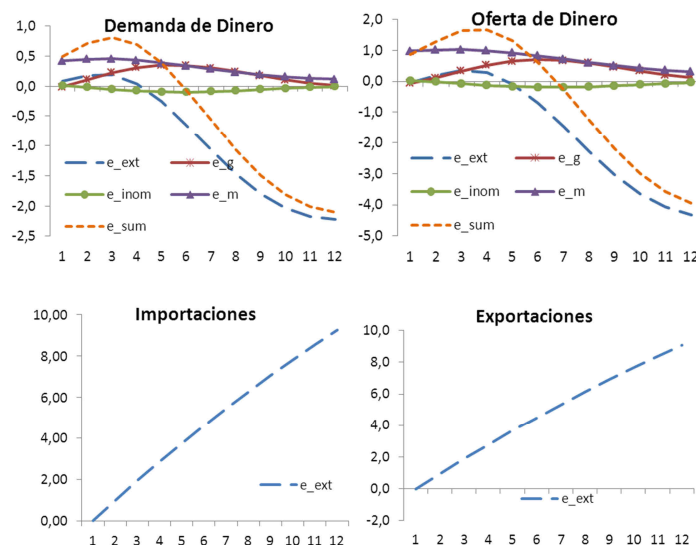 Demanda de Dinero
1,0
0,5
0,0
-0,5
-1,0
-1,5
-2,0
-2,5
e_ext
e_g
e_inom
e_m
e_sum
1 2 3 4 5 6 7 8 9 10 11 12
Oferta de Dinero
2,0
1,0
0,0
-1,0
-2,0
-3,0
-4,0
-5,0
e_ext
e_g
e_inom
e_m
e_sum
1 2 3 4 5 6 7 8 9 10 11 12
Importaciones
10,00
8,00
6,00
4,00
2,00
0,00
e_ext
1 2 3 4 5 6 7 8 9 10 11 12
Exportaciones
10,0
8,0
6,0
4,0
2,0
0,0
-2,0
e_ext
1 2 3 4 5 6 7 8 9 10 11 12